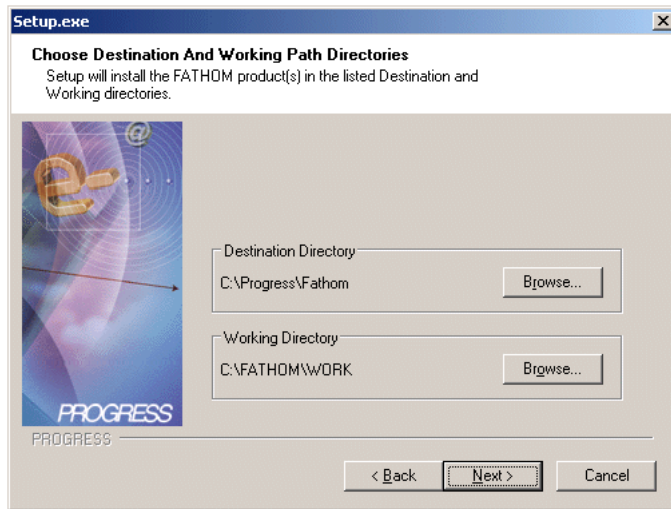 Setup.exe
Choose Destination And Working Path Directories
Setup will install the FATHOM product(s) in the listed Destination and
Working directories.
@
e-
Destination Directory
C:\Progress\Fathom
Browse...
Working Directory
C:\FATHOM\WORK
Browse...
PROGRESS
PROGRESS
< Back
Next >
Cancel